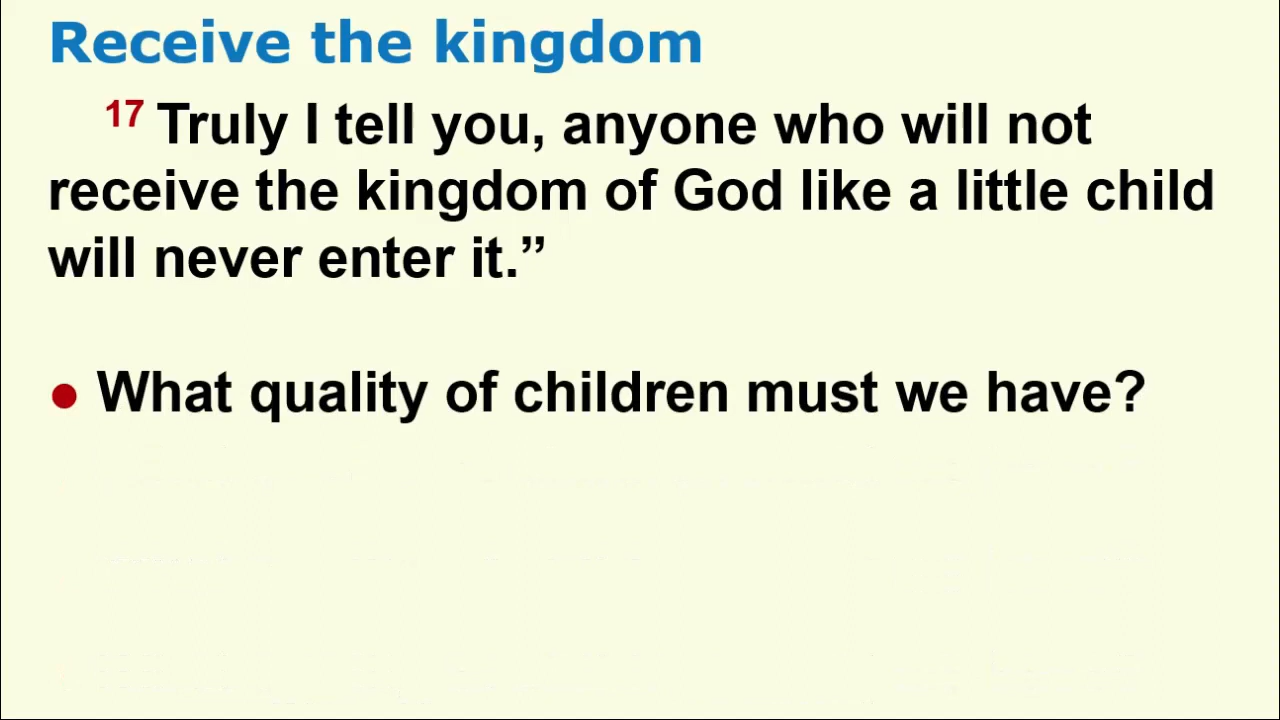 Receive the kingdom
17 Truly I tell you, anyone who will not
receive the kingdom of God like a little child
will never enter it.”
● What quality of children must we have?